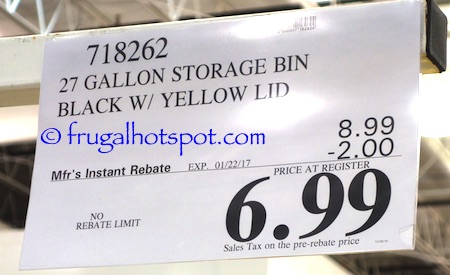 718262
27 GALLON STORAGE BIN
BLACK W/ YELLOW LID
© frugalhotspot.com
8.99
-2.00
Mfr's Instant Rebate EXP. 01/22/17
PRICE AT REGISTER
6.99
NO
REBATE LIMIT
Sales Tax on the pre-rebate price